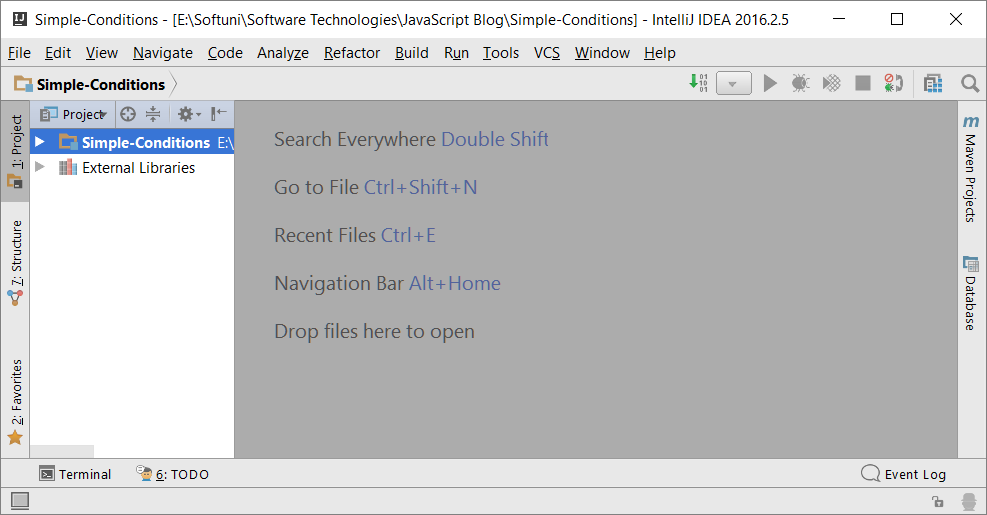 Simple-Conditions - [E:\Softuni\Software Technologies\JavaScript Blog\Simple-Conditions] - IntelliJ IDEA 2016.2.5
File Edit View Navigate Code Analyze Refactor Build Run Tools VCS Window Help
Simple-Conditions
1: Project
Project
Simple-Conditions E:\
External Libraries
7: Structure
2: Favorites
Search Everywhere Double Shift
Go to File Ctrl+Shift+N
Recent Files Ctrl+E
Navigation Bar Alt+Home
Drop files here to open
Maven Projects
Database
Terminal 6: TODO Event Log